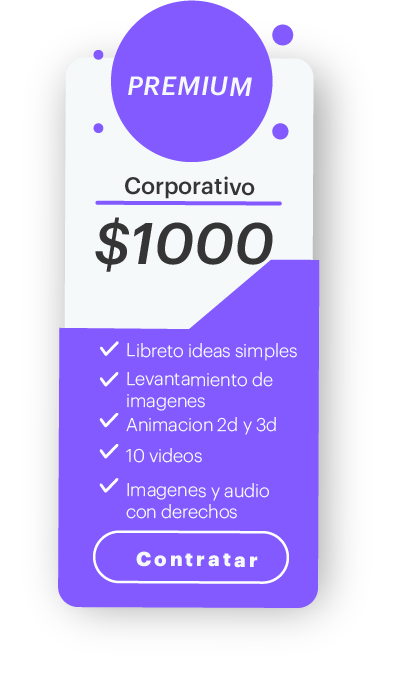 PREMIUM
Corporativo
$1000
Libreto ideas simples
Levantamiento de
imagenes
Animacion 2d y 3d
10 videos
Imagenes y audio
con derechos
Contratar